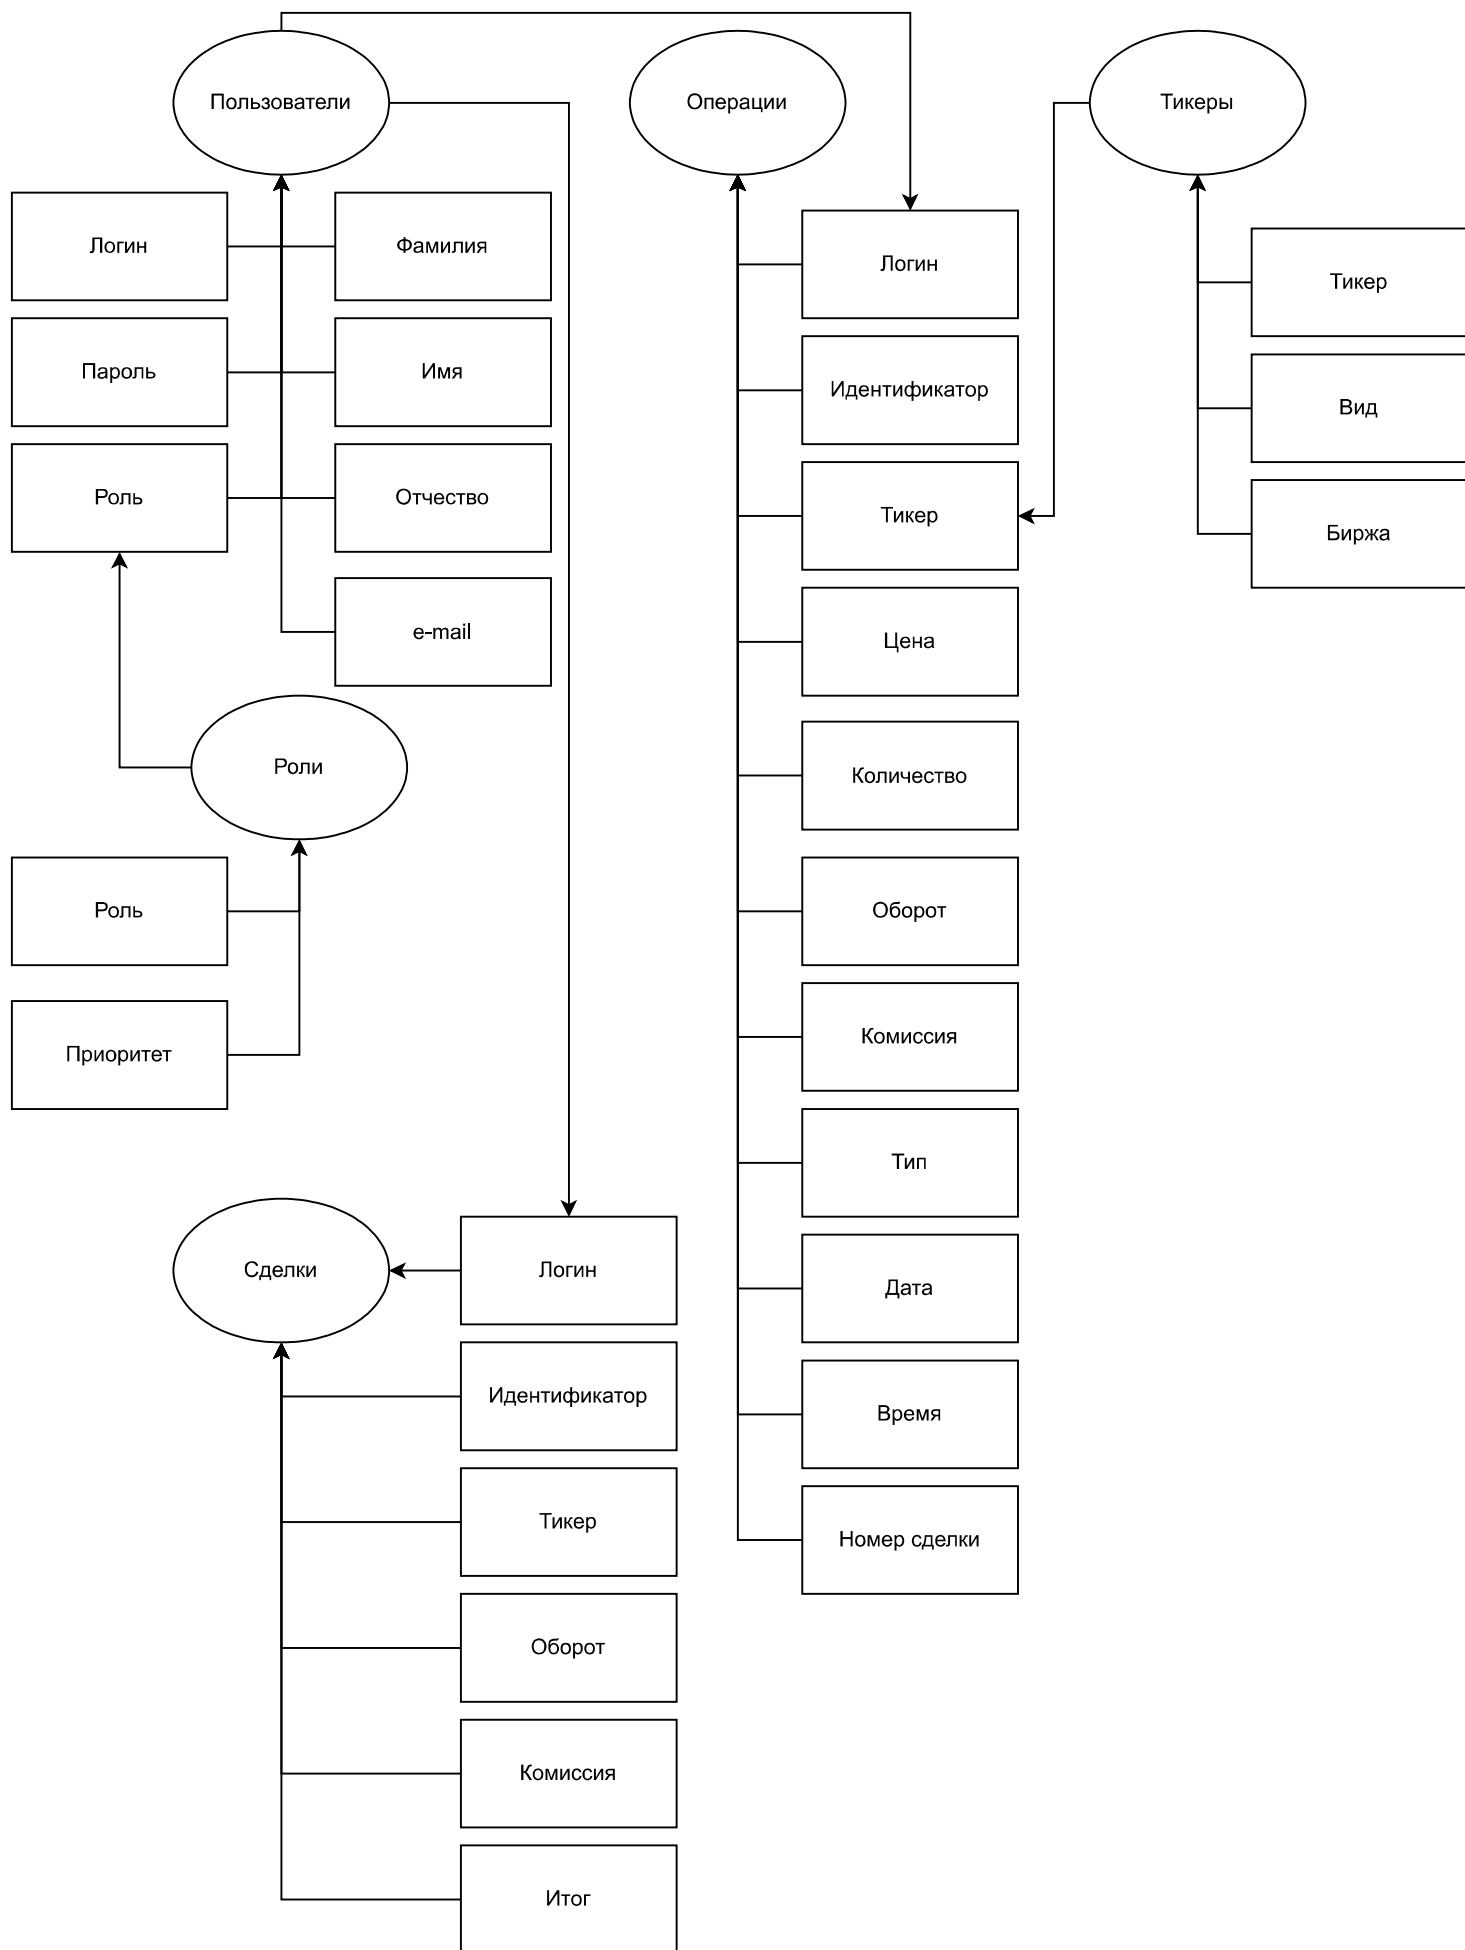 Пользователи
Операции
Тикеры
Логин
Фамилия
Пароль
Имя
Роль
Отчество
e-mail
Роли
Роль
Приоритет
Логин
Идентификатор
Тикер
Цена
Количество
Оборот
Комиссия
Тип
Дата
Время
Номер сделки
Тикер
Вид
Биржа
Сделки
Логин
Идентификатор
Тикер
Оборот
Комиссия
Итог